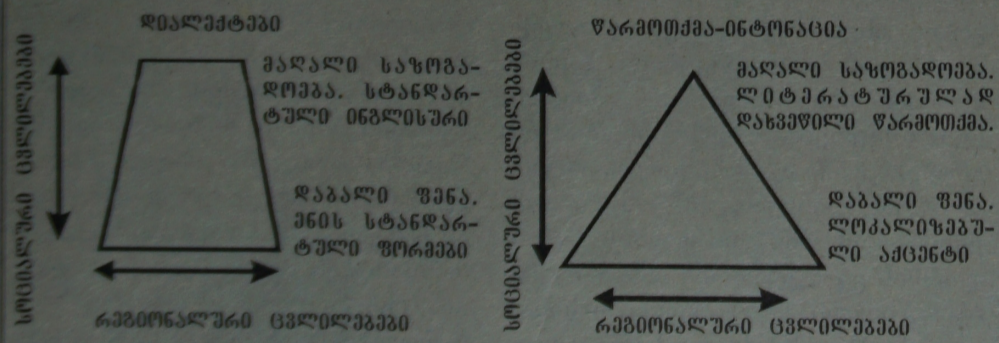 დიალექტები
სოციალური ცვლილებები
მაღალი საზოგა-
დოება. სტანდარ-
ტული ინგლისური
დაბალი ფენა.
ენის სტანდარ-
ტული ფორმები
რეგიონალური ცვლილებები
წარმოთქმა-ინტონაცია
სოციალური ცვლილებები
მაღალი საზოგადოება.
ლიტერატურულად
დახვეწილი წარმოთქმა.
დაბალი ფენა.
ლოკალიზებუ-
ლი აქცენტი
რეგიონალური ცვლილებები